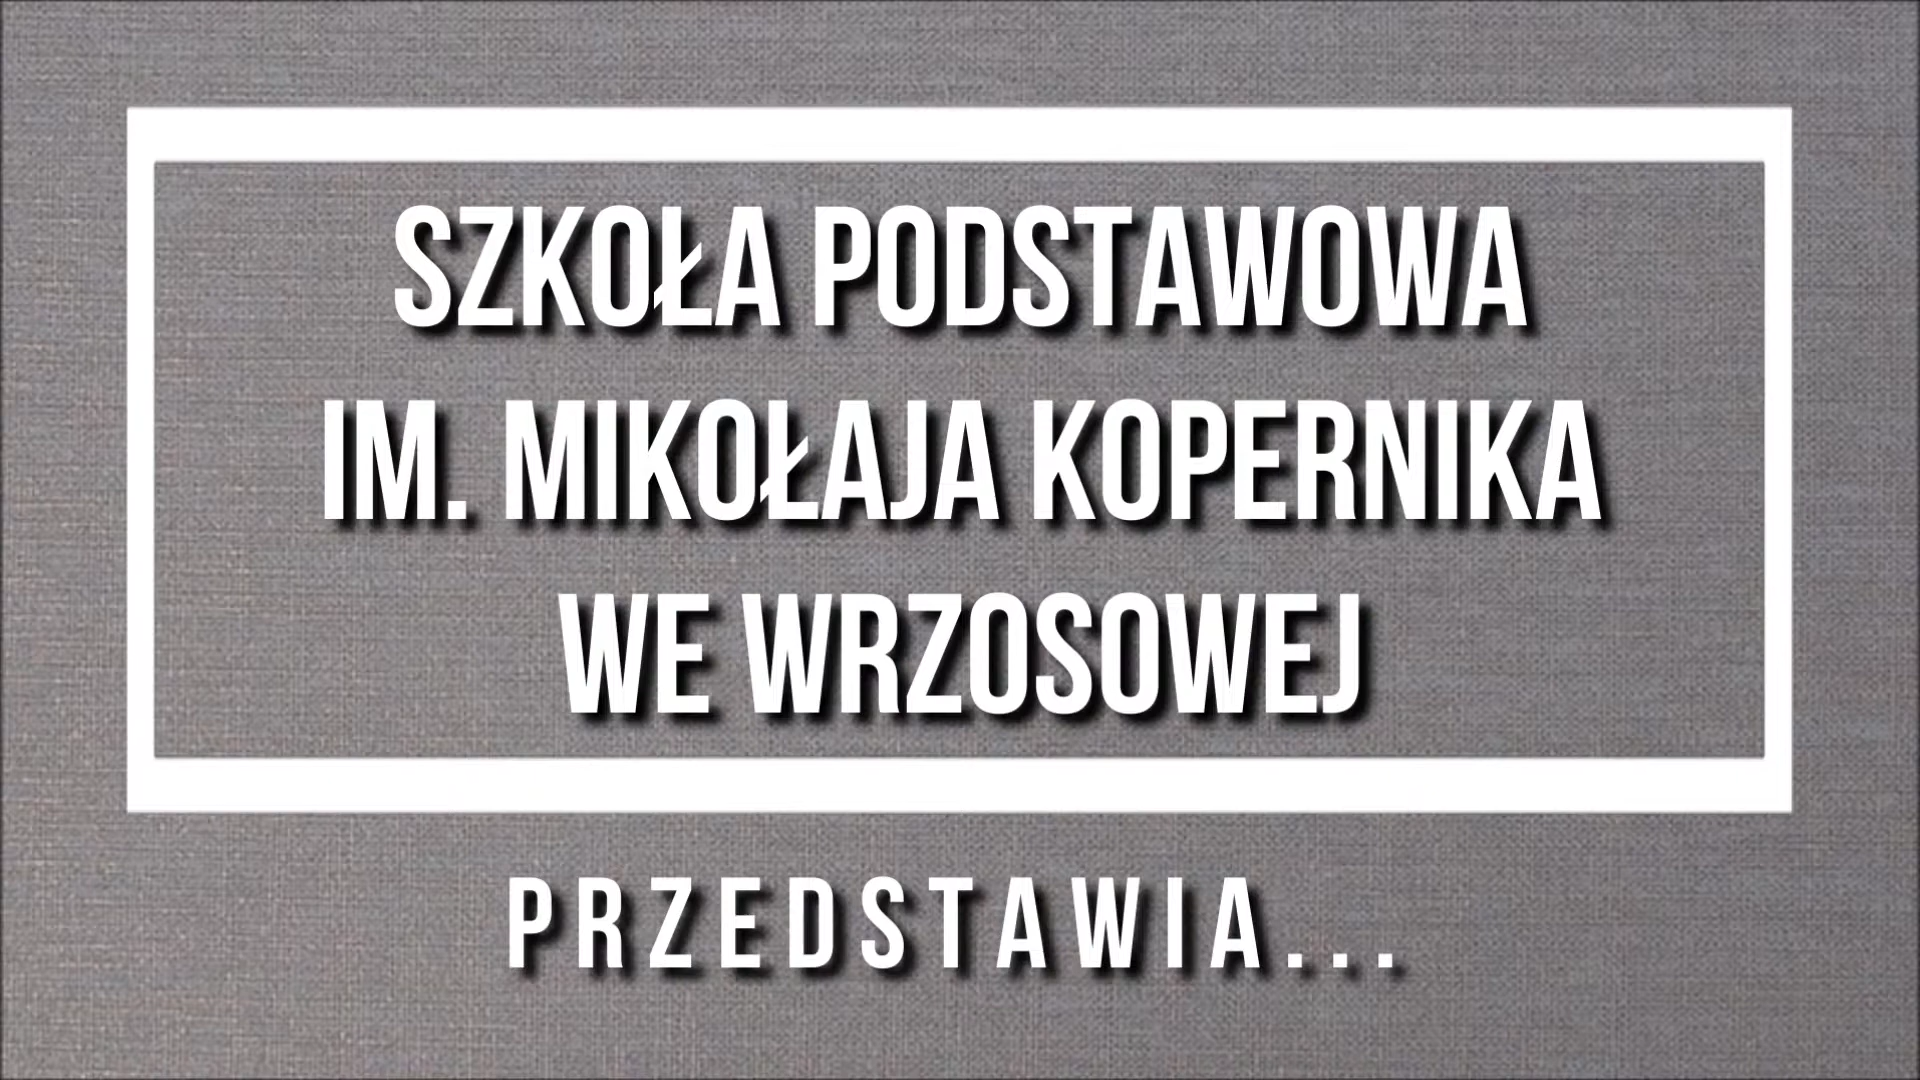 SZKOŁA PODSTAWOWA
IM. MIKOŁAJA KOPERNIKA
WE WRZOSOWEJ
PRZEDSTAWIA...